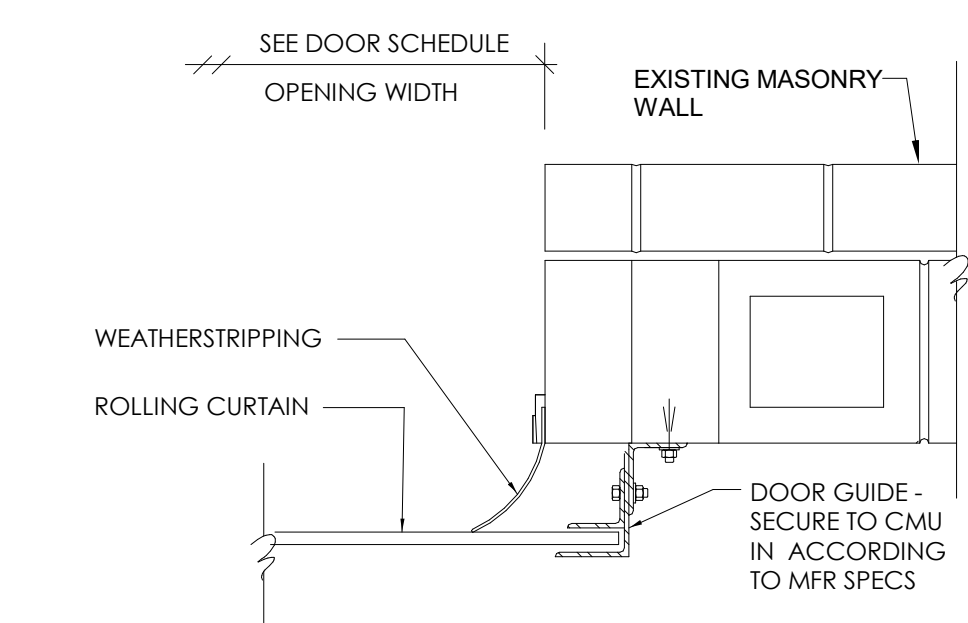 SEE DOOR SCHEDULE
OPENING WIDTH
EXISTING MASONRY
WALL
WEATHERSTRIPPING
ROLLING CURTAIN
DOOR GUIDE -
SECURE TO CMU
IN ACCORDING
TO MFR SPECS